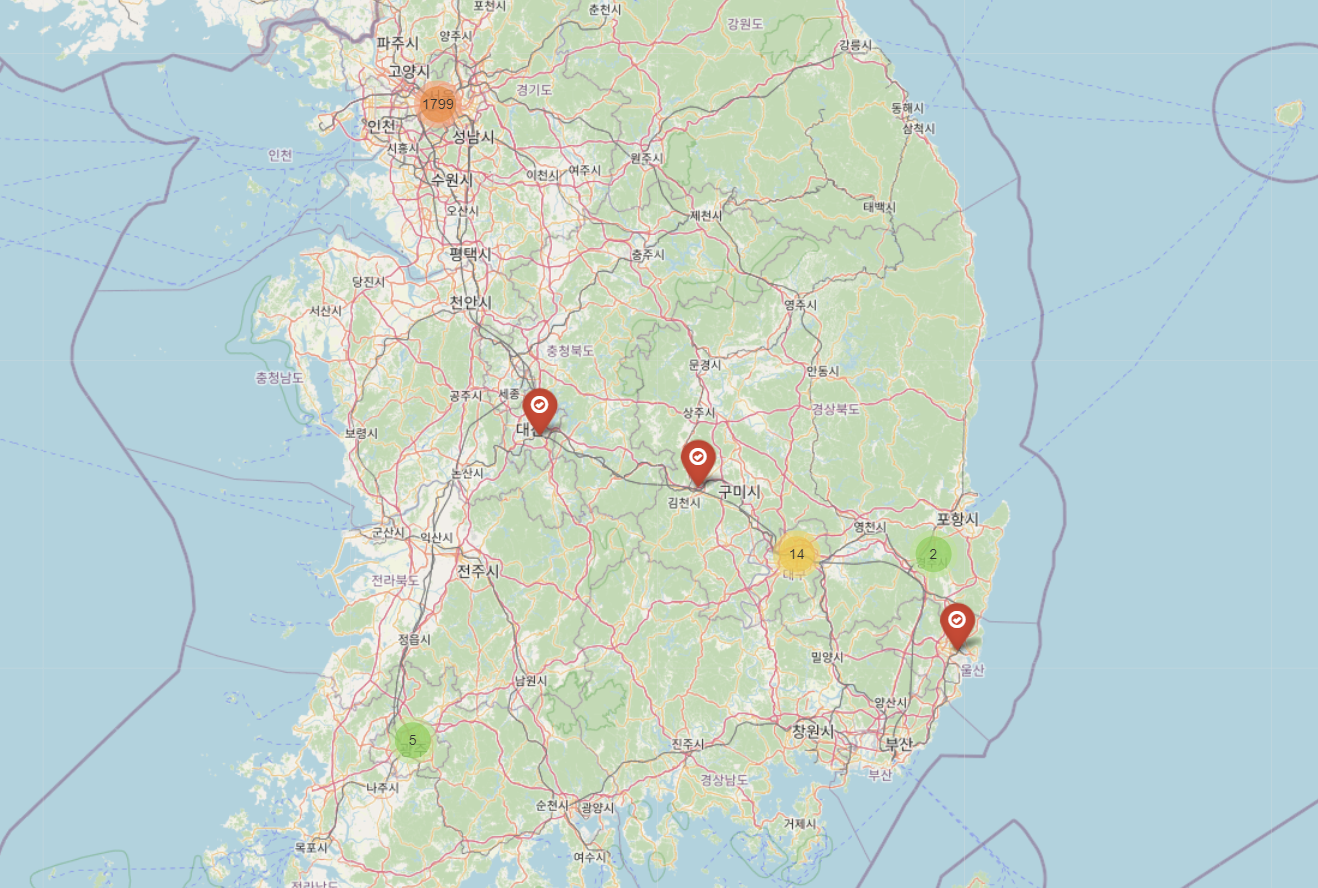 포천시
춘천시
강원도
파주시
양주시
강릉시
고양시
경기도
1799
동해시
인천
성남시
삼척시
시흥시
인천
원주시
수원시
이천시
여주시
오산시
제천시
태백시
평택시
충주시
당진시
천안시
서산시
영주시
충청북도
문경시
안동시
충청남도
공주시
세종
상주시
경상북도
보령시
논산시
구미시
김천시
포항시
군산시
익산시
영천시
14
2
대구
전주시
전라북도
정읍시
밀양시
울산
남원시
양산시
창원시
부산
5
광주
진주시
부산
경상남도
나주시
순천시
광양시
거제시
목포시
여수시
전라남도